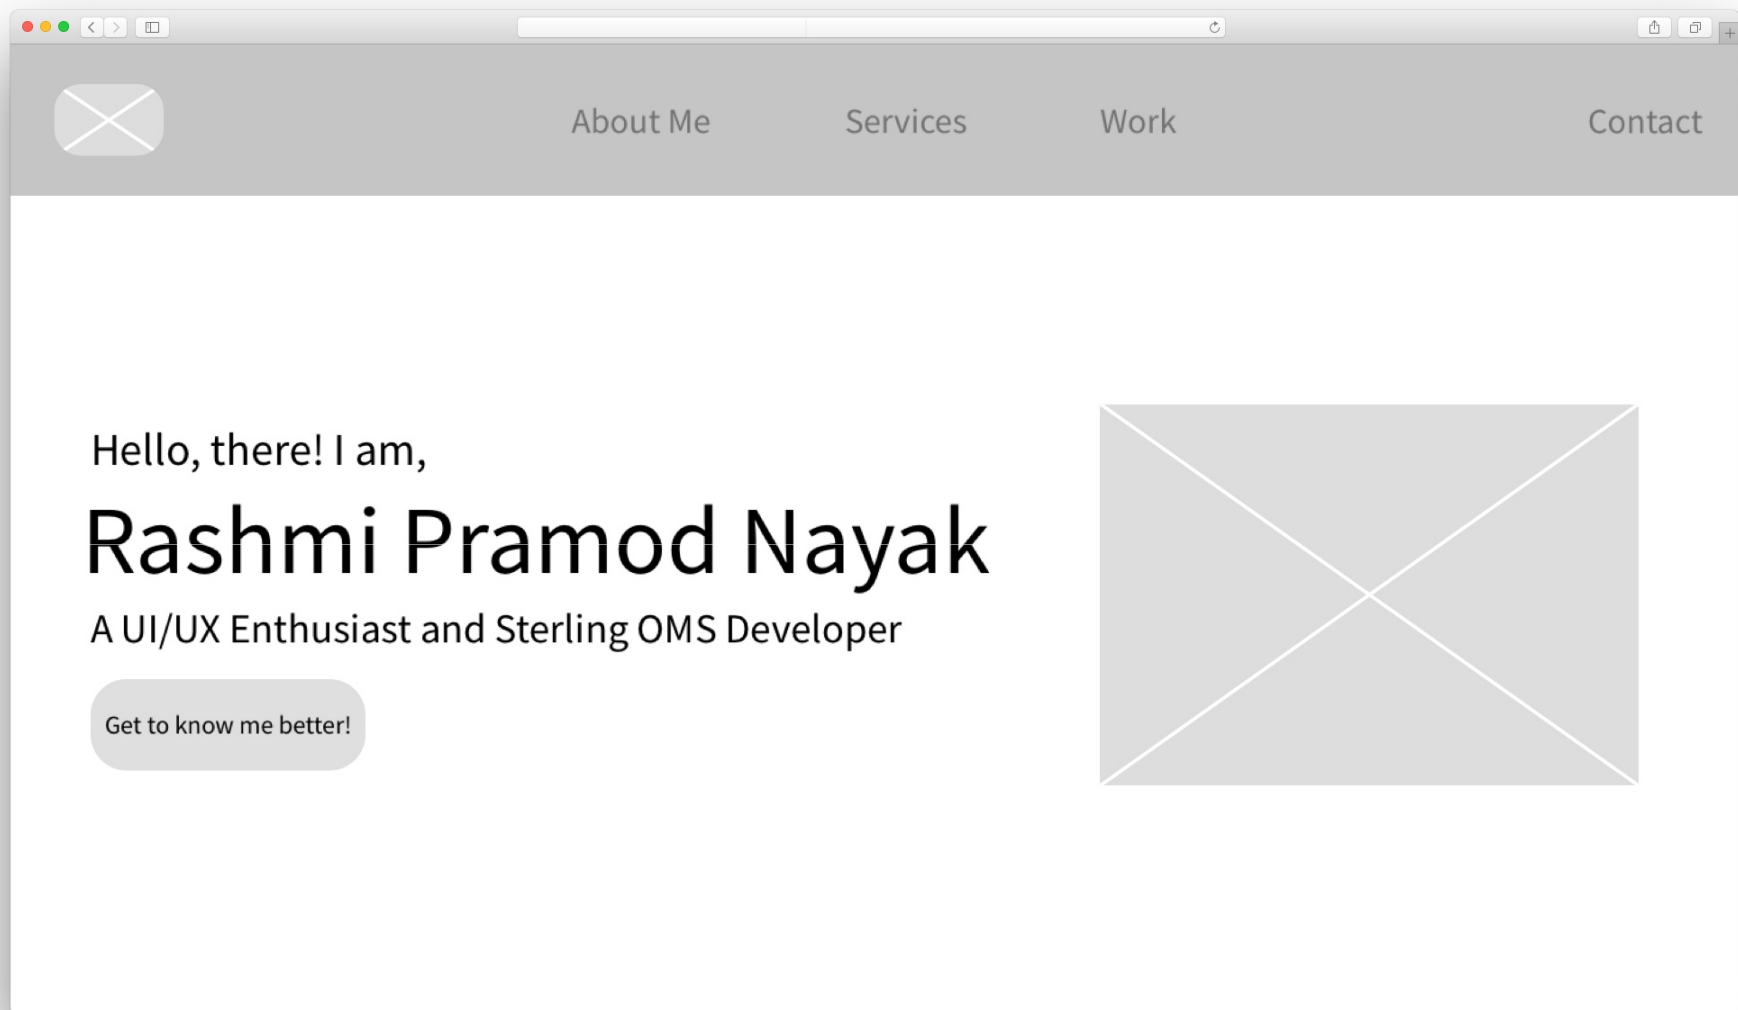 About Me Services Work Contact
Hello, there! I am,
Rashmi Pramod Nayak
A UI/UX Enthusiast and Sterling OMS Developer
Get to know me better!